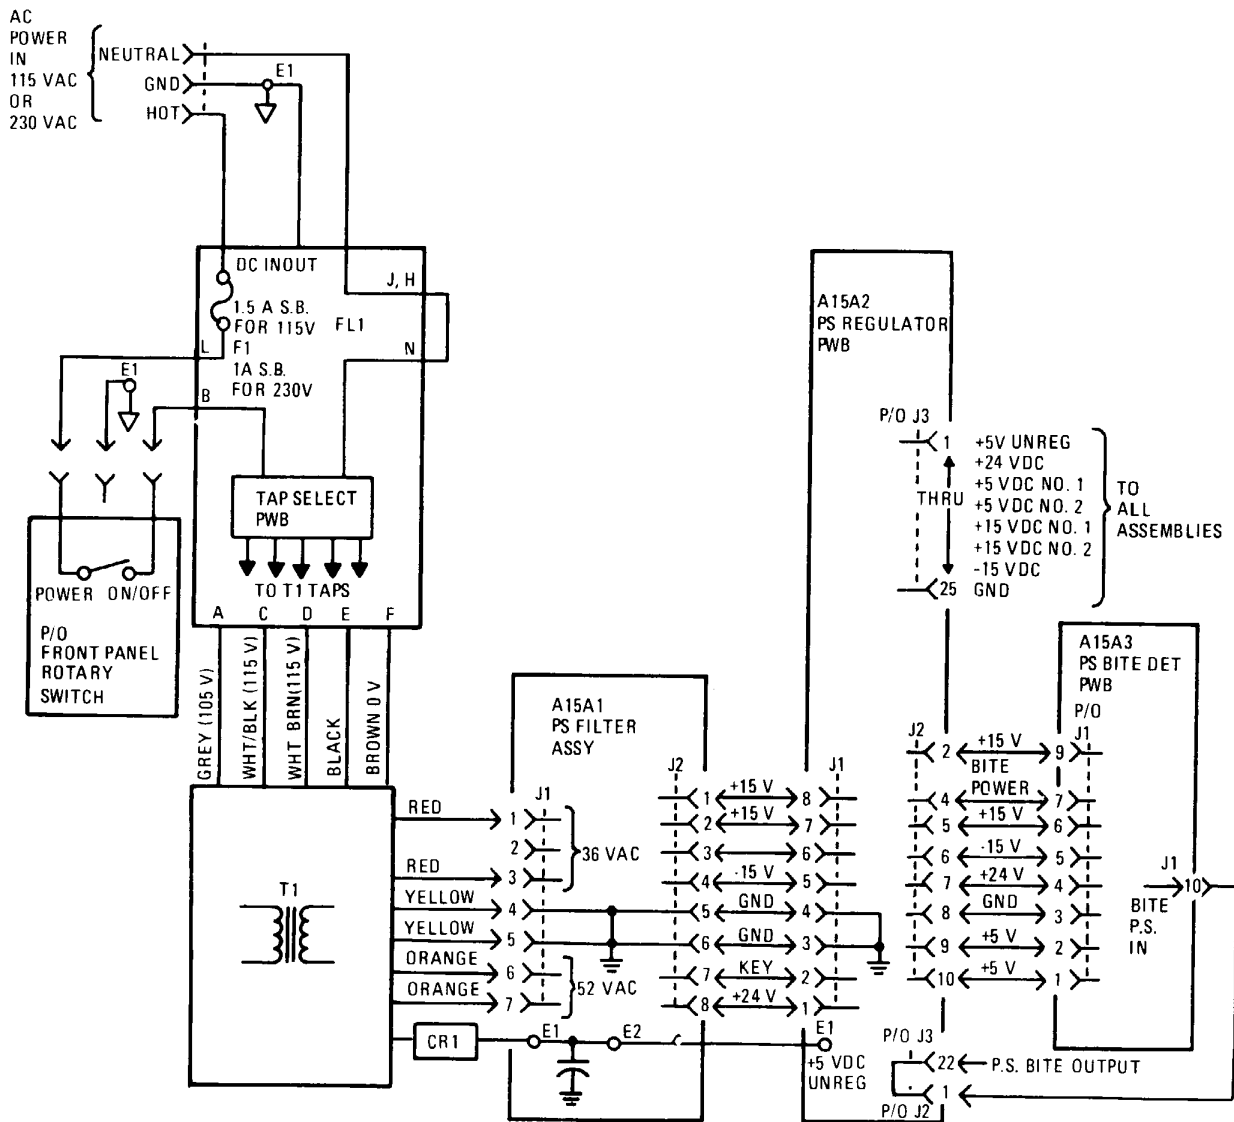 AC
POWER
IN
115 VAC
OR
230 VAC
NEUTRAL
GND
HOT
E1
DC INOUT
J, H
1.5 A S.B.
FOR 115V
FL1
L
F1
N
1A S.B.
FOR 230V
E1
B
TAP SELECT
PWB
TO T1 TAPS
POWER ON/OFF
P/O
FRONT PANEL
ROTARY
SWITCH
A C D E F
GREY (105 V)
WHT/BLK (115 V)
WHT BRN(115 V)
BLACK
BROWN 0 V
T1
RED
RED
YELLOW
YELLOW
ORANGE
ORANGE
CR1
A15A1
PS FILTER
ASSY
J1
1
2
3
4
5
6
7
36 VAC
52 VAC
E1
E2
J2
1 +15 V 8
2 +15 V 7
3 6
4 -15 V 5
5 GND 4
6 GND 3
7 KEY 2
8 +24 V 1
J1
E1
+5 VDC
UNREG
A15A2
PS REGULATOR
PWB
P/O J3
1
THRU
25
+5V UNREG
+24 VDC
+5 VDC NO. 1
+5 VDC NO. 2
+15 VDC NO. 1
+15 VDC NO. 2
-15 VDC
GND
TO
ALL
ASSEMBLIES
A15A3
PS BITE DET
PWB
P/O
J1
J2
2 +15 V 9
BITE
4 POWER 7
5 +15 V 6
6 -15 V 5
7 +24 V 4
8 GND 3
9 +5 V 2
10 +5 V 1
J1
10
BITE
P.S.
IN
P/O J3
22 P.S. BITE OUTPUT
1
P/O J2